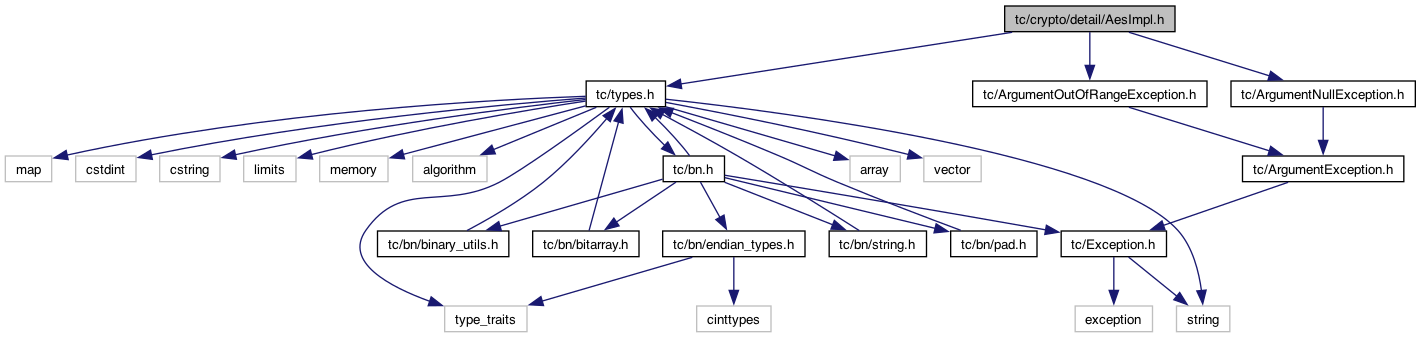 tc/crypto/detail/AesImpl.h
tc/types.h
tc/ArgumentOutOfRangeException.h
tc/ArgumentNullException.h
map
cstdint
cstring
limits
memory
algorithm
tc/bn.h
array
vector
tc/ArgumentException.h
tc/bn/binary_utils.h
tc/bn/bitarray.h
tc/bn/endian_types.h
tc/bn/string.h
tc/bn/pad.h
tc/Exception.h
type_traits
cinttypes
exception
string